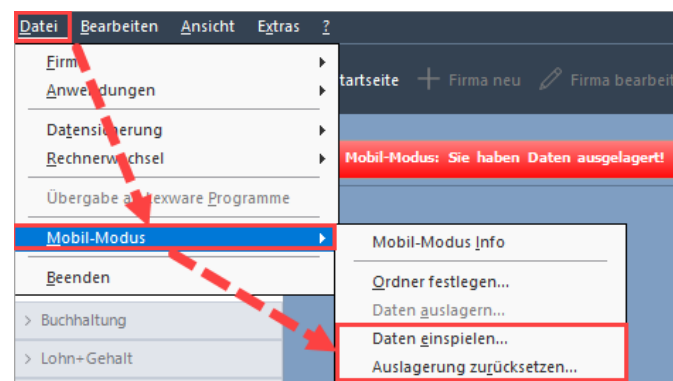 Datei Bearbeiten Ansicht Extras ?
Firma
Anwendungen
Datensicherung
Rechnerwechsel
Übergabe an Lexware Programme
Mobil-Modus
Beenden
Buchhaltung
Lohn+Gehalt
tartseite Firma neu Firma bearbeit
Mobil-Modus: Sie haben Daten ausgelagert!
Mobil-Modus Info
Ordner festlegen...
Daten auslagern...
Daten einspielen...
Auslagerung zurücksetzen...